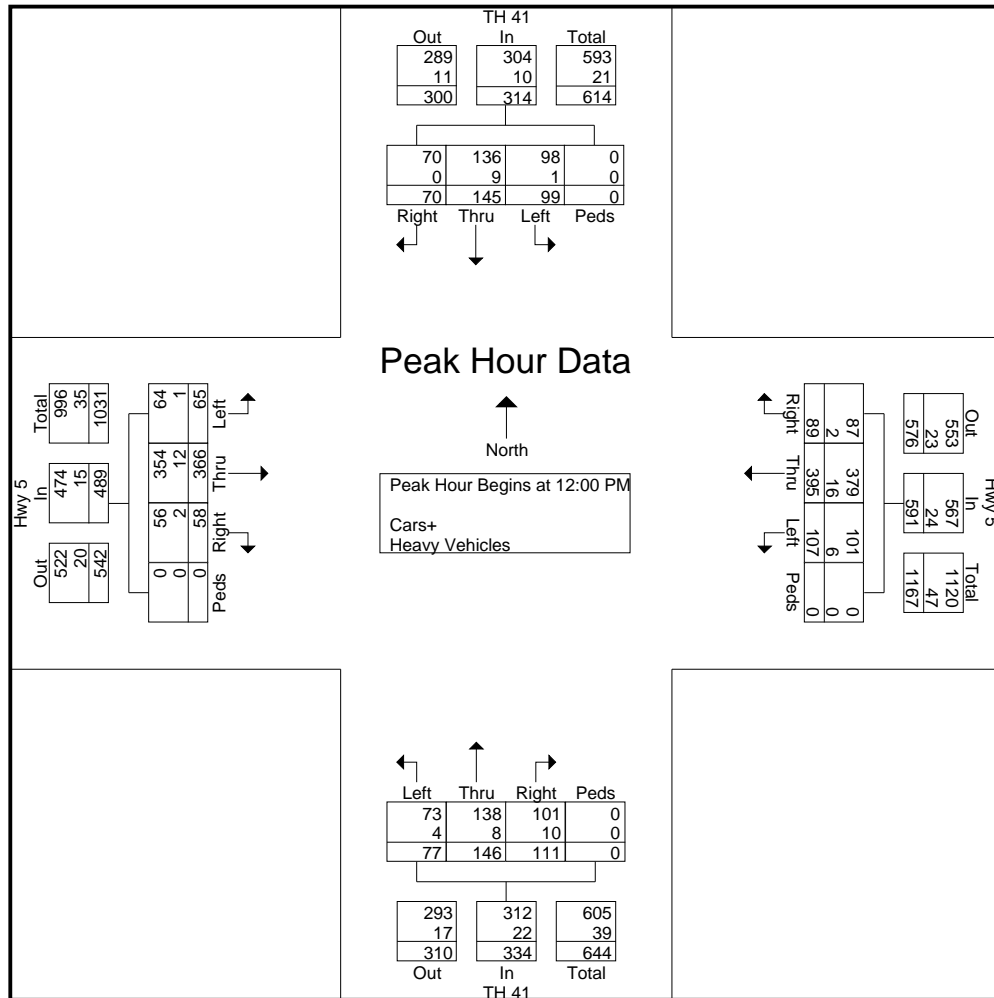 TH 41
Out In Total
289 304 593
11 10 21
300 314 614
70 136 98 0
0 9 1 0
70 145 99 0
Right Thru Left Peds
Peak Hour Data
North
Peak Hour Begins at 12:00 PM
Cars+
Heavy Vehicles
Hwy 5
Total In Out
996 474 522
35 15 20
1031 489 542
64 354 56 0
1 12 2 0
65 366 58 0
Left Thru Right Peds
Hwy 5
Out In Total
553 567 1120
23 24 47
576 591 1167
87 379 101 0
2 16 6 0
89 395 107 0
Right Thru Left Peds
Left Thru Right Peds
73 138 101 0
4 8 10 0
77 146 111 0
293 312 605
17 22 39
310 334 644
Out In Total
TH 41